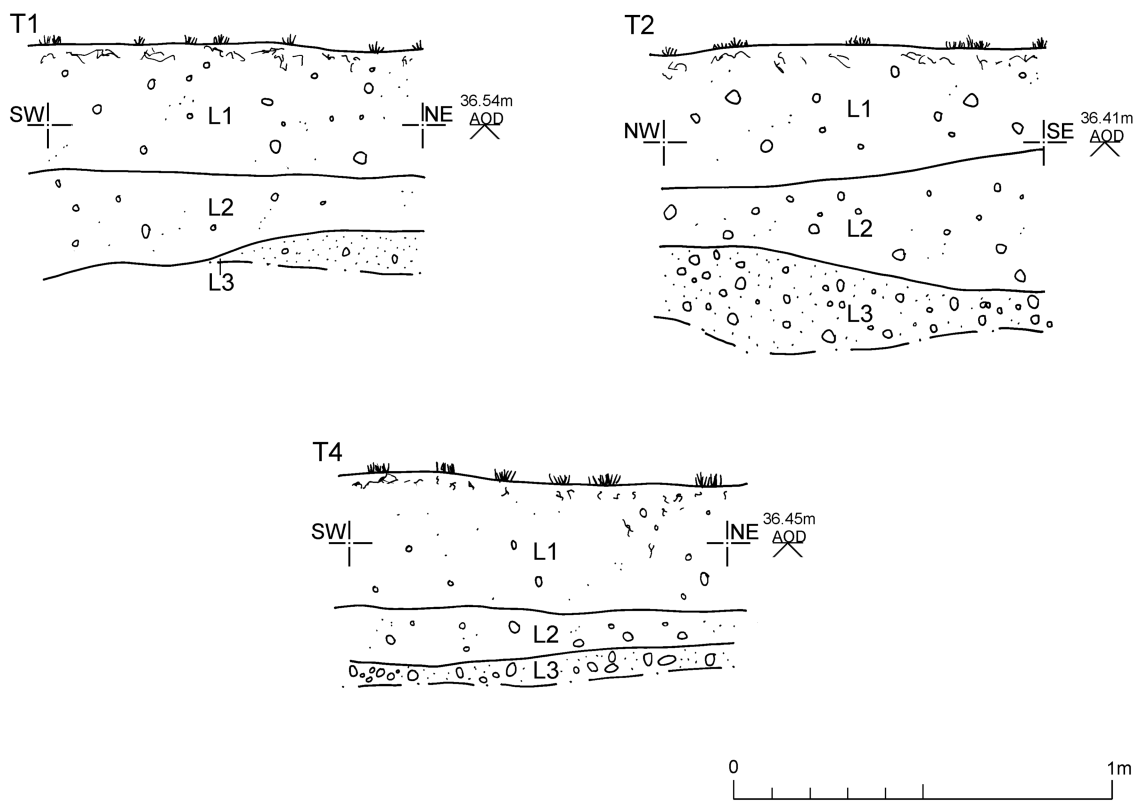 T1
SW
L1
NE
36.54m
AOD
L2
L3
T2
NW
L1
SE
36.41m
AOD
L2
L3
T4
SW
L1
NE
36.45m
AOD
L2
L3
0
1m